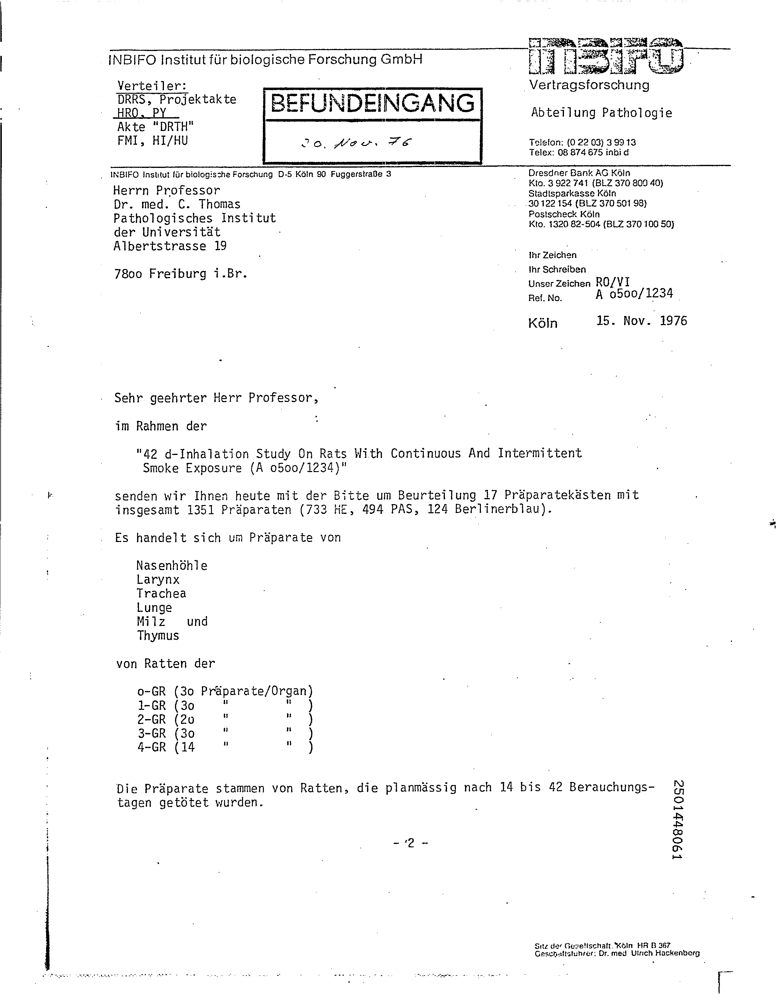 INBIFO Institut für biologische Forschung GmbH
INBIFO
Verteiler:
DRRS, Projektakte
HRO, PY
Akte "DRTH"
FMI, HI/HU
BEFUNDEINGANG
20. Nov. 76
Vertragsforschung
Abteilung Pathologie
Telefon: (0 22 03) 3 99 13
Telex: 08 874 675 inbi d
INBIFO Institut für biologische Forschung D-5 Köln 90 Fuggerstraße 3
Dresdner Bank AG Köln
Kto. 3 922 741 (BLZ 370 800 40)
Stadtsparkasse Köln
30 122 154 (BLZ 370 501 98)
Postscheck Köln
Kto. 1320 82-504 (BLZ 370 100 50)
Herrn Professor
Dr. med. C. Thomas
Pathologisches Institut
der Universität
Albertstrasse 19
78oo Freiburg i.Br.
Ihr Zeichen
Ihr Schreiben
Unser Zeichen RO/VI
Ref. No. A o5oo/1234
Köln 15. Nov. 1976
Sehr geehrter Herr Professor,
im Rahmen der
"42 d-Inhalation Study On Rats With Continuous And Intermittent
Smoke Exposure (A o5oo/1234)"
senden wir Ihnen heute mit der Bitte um Beurteilung 17 Präparatekästen mit
insgesamt 1351 Präparaten (733 HE, 494 PAS, 124 Berlinerblau).
Es handelt sich um Präparate von
Nasenhöhle
Larynx
Trachea
Lunge
Milz und
Thymus
von Ratten der
o-GR (3o Präparate/Organ)
1-GR (3o " " )
2-GR (2o " " )
3-GR (3o " " )
4-GR (14 " " )
Die Präparate stammen von Ratten, die planmässig nach 14 bis 42 Berauchungs-
tagen getötet wurden.
- 2 -
2501448061
Sitz der Gesellschaft: Köln HR B 367
Geschäftsführer: Dr. med Ulrich Hackenberg